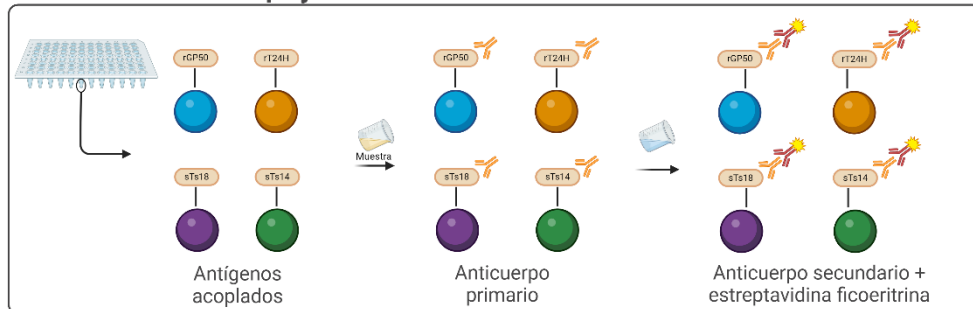 rGP50
rT24H
rGP50
rT24H
rGP50
rT24H
Muestra
sTs18
sTs14
sTs18
sTs14
sTs18
sTs14
Antígenos
acoplados
Anticuerpo
primario
Anticuerpo secundario +
estreptavidina ficoeritrina